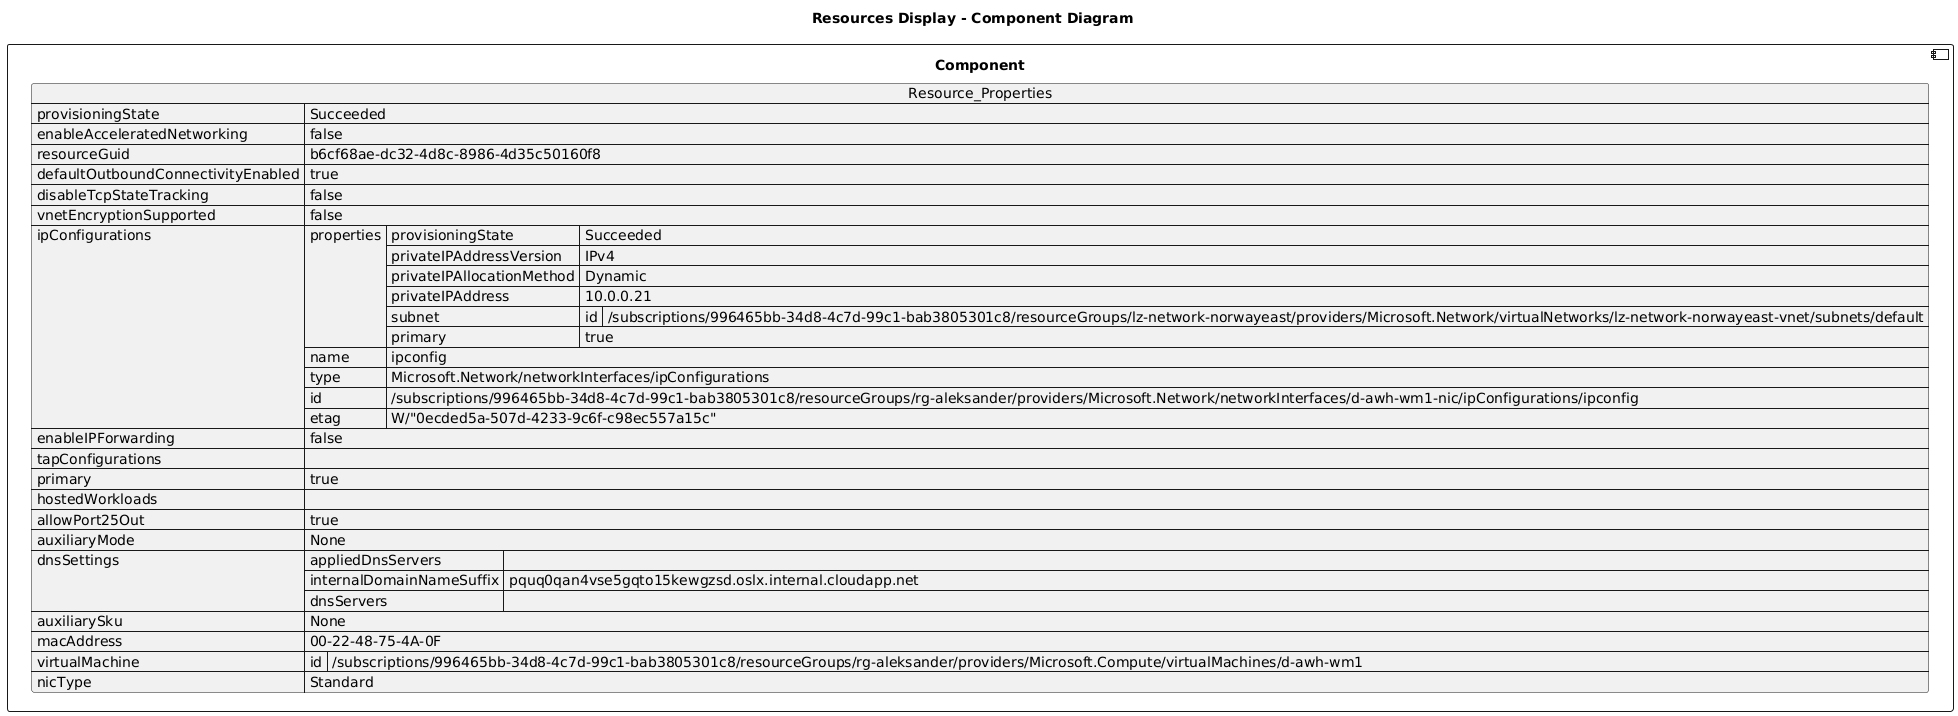 Resources Display - Component Diagram
Component
Resource_Properties
provisioningState Succeeded
enableAcceleratedNetworking false
resourceGuid b6cf68ae-dc32-4d8c-8986-4d35c50160f8
defaultOutboundConnectivityEnabled true
disableTcpStateTracking false
vnetEncryptionSupported false
ipConfigurations properties provisioningState Succeeded
privateIPAddressVersion IPv4
privateIPAllocationMethod Dynamic
privateIPAddress 10.0.0.21
subnet id /subscriptions/996465bb-34d8-4c7d-99c1-bab3805301c8/resourceGroups/lz-network-norwayeast/providers/Microsoft.Network/virtualNetworks/lz-network-norwayeast-vnet/subnets/default
primary true
name ipconfig
type Microsoft.Network/networkInterfaces/ipConfigurations
id /subscriptions/996465bb-34d8-4c7d-99c1-bab3805301c8/resourceGroups/rg-aleksander/providers/Microsoft.Network/networkInterfaces/d-awh-wm1-nic/ipConfigurations/ipconfig
etag W/"0ecded5a-507d-4233-9c6f-c98ec557a15c"
enableIPForwarding false
tapConfigurations
primary true
hostedWorkloads
allowPort25Out true
auxiliaryMode None
dnsSettings appliedDnsServers
internalDomainNameSuffix pquq0qan4vse5gqto15kewgzsd.oslx.internal.cloudapp.net
dnsServers
auxiliarySku None
macAddress 00-22-48-75-4A-0F
virtualMachine id /subscriptions/996465bb-34d8-4c7d-99c1-bab3805301c8/resourceGroups/rg-aleksander/providers/Microsoft.Compute/virtualMachines/d-awh-wm1
nicType Standard